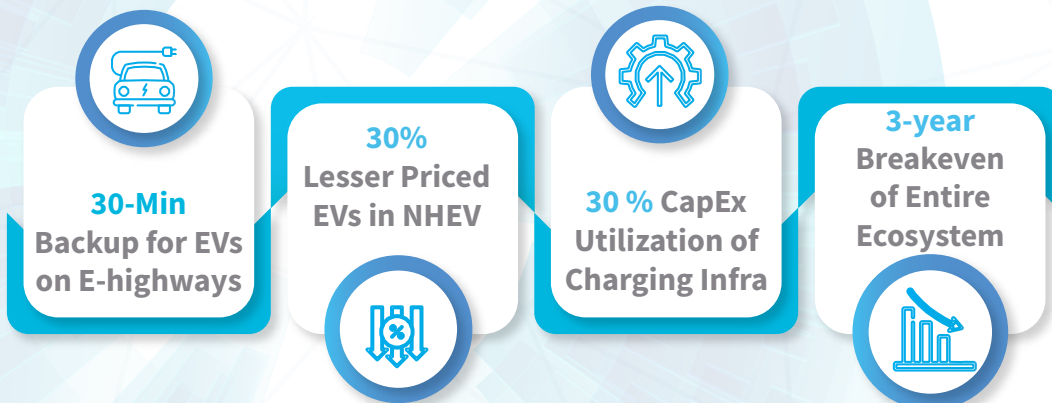 30-Min
Backup for EVs
on E-highways
30%
Lesser Priced
EVs in NHEV
%
30 % CapEx
Utilization of
Charging Infra
3-year
Breakeven
of Entire
Ecosystem